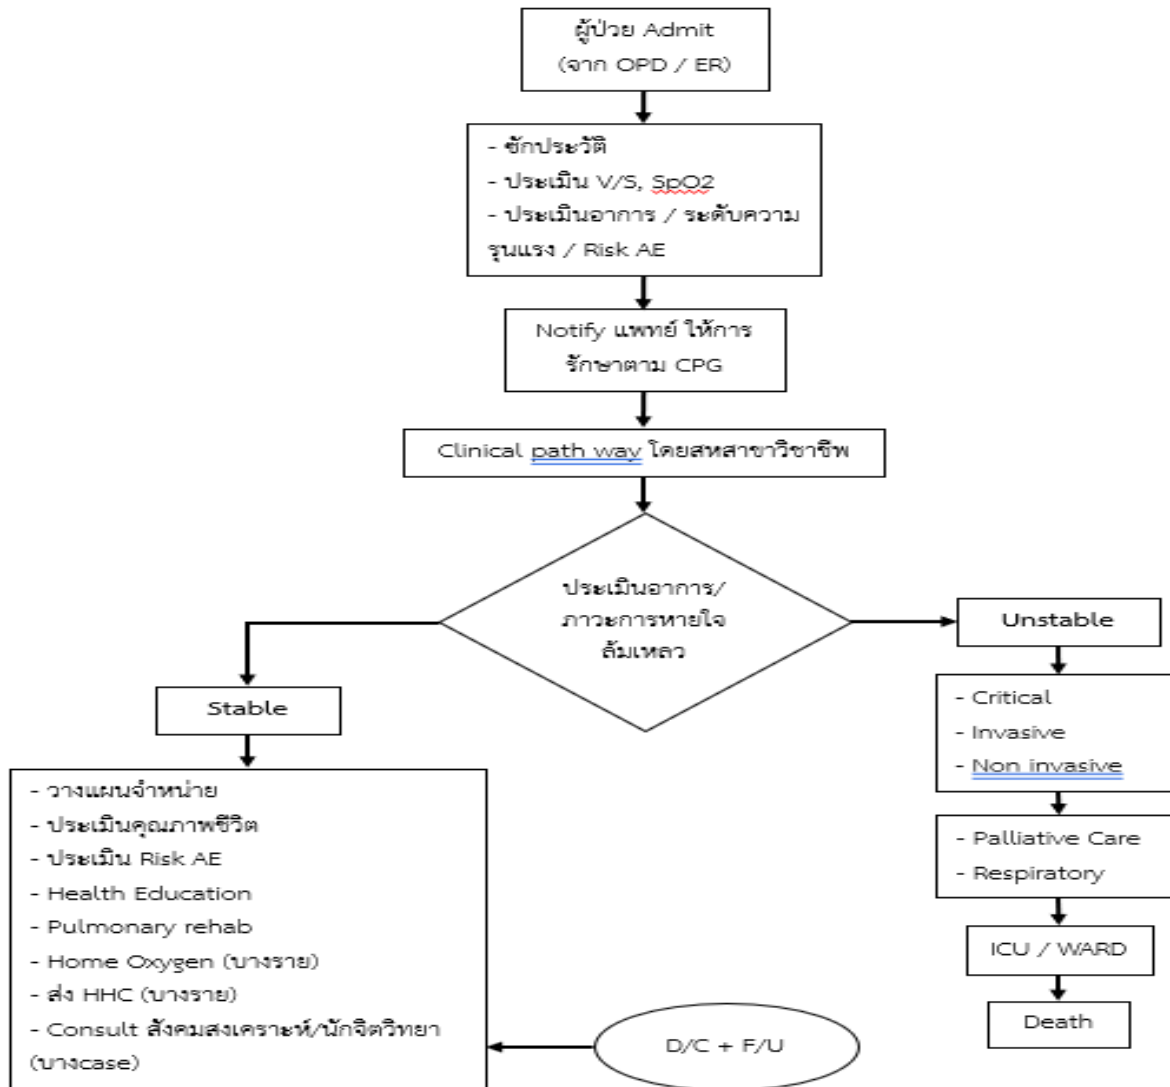 ผู้ป่วย Admit
(จาก OPD / ER)
- ซักประวัติ
- ประเมิน V/S, SpO2
- ประเมินอาการ / ระดับความ
รุนแรง / Risk AE
Notify แพทย์ ให้การ
รักษาตาม CPG
Clinical path way โดยสหสาขาวิชาชีพ
ประเมินอาการ/
ภาวะการหายใจ
ล้มเหลว
Stable
- วางแผนจำหน่าย
- ประเมินคุณภาพชีวิต
- ประเมิน Risk AE
- Health Education
- Pulmonary rehab
- Home Oxygen (บางราย)
- ส่ง HHC (บางราย)
- Consult สังคมสงเคราะห์/นักจิตวิทยา
(บางcase)
D/C + F/U
Unstable
- Critical
- Invasive
- Non invasive
- Palliative Care
- Respiratory
ICU / WARD
Death